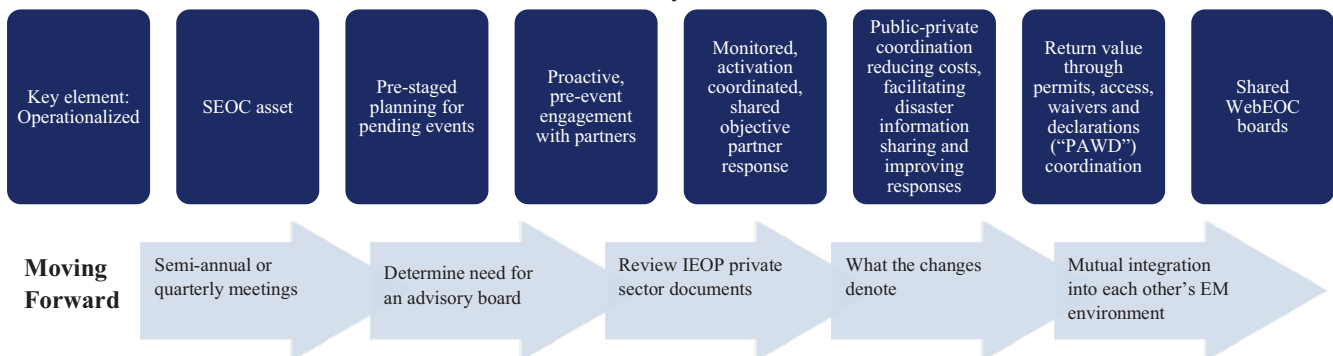 Key element:
Operationalized
SEOC asset
Pre-staged
planning for
pending events
Proactive,
pre-event
engagement
with partners
Monitored,
activation
coordinated,
shared
objective
partner
response
Public-private
coordination
reducing costs,
facilitating
disaster
information
sharing and
improving
responses
Return value
through
permits, access,
waivers and
declarations
(“PAWD”)
coordination
Shared
WebEOC
boards
Moving
Forward
Semi-annual or
quarterly meetings
Determine need for
an advisory board
Review IEOP private
sector documents
What the changes
denote
Mutual integration
into each other’s EM
environment